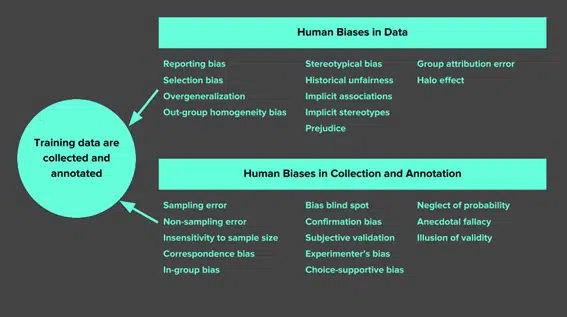 Human Biases in Data
Reporting bias
Selection bias
Overgeneralization
Out-group homogeneity bias
Stereotypical bias
Historical unfairness
Implicit associations
Implicit stereotypes
Prejudice
Group attribution error
Halo effect
Training data are
collected and
annotated
Human Biases in Collection and Annotation
Sampling error
Non-sampling error
Insensitivity to sample size
Correspondence bias
In-group bias
Bias blind spot
Confirmation bias
Subjective validation
Experimenter's bias
Choice-supportive bias
Neglect of probability
Anecdotal fallacy
Illusion of validity